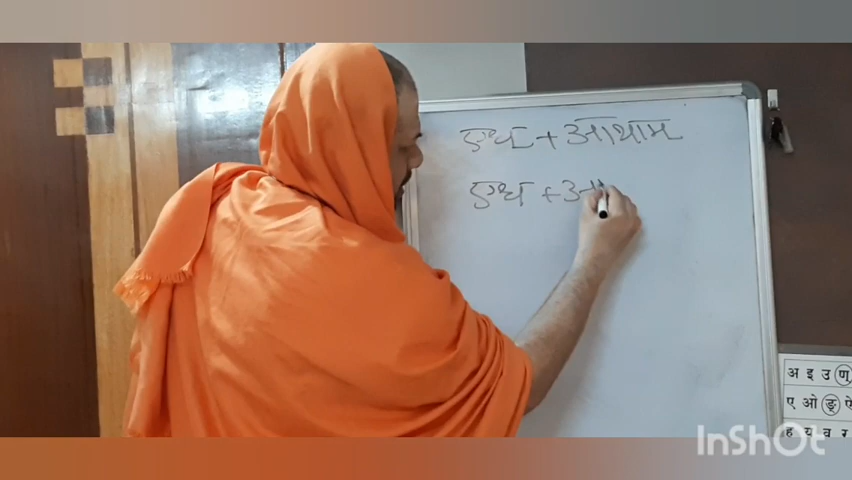 एध् + आथाम्
एध् + आ
अ इ उ ण्
ए ओ ङ् ऐ
ह य व र
InShOt